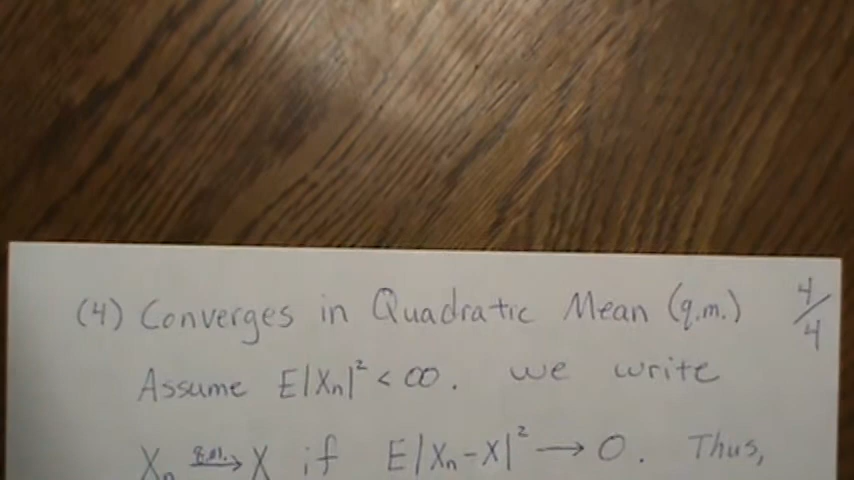 (4) Converges in Quadratic Mean (q.m.) 4/4
Assume E|Xₙ|² < ∞. we write
Xₙ —q.m.→ X if E|Xₙ-X|² → 0. Thus,